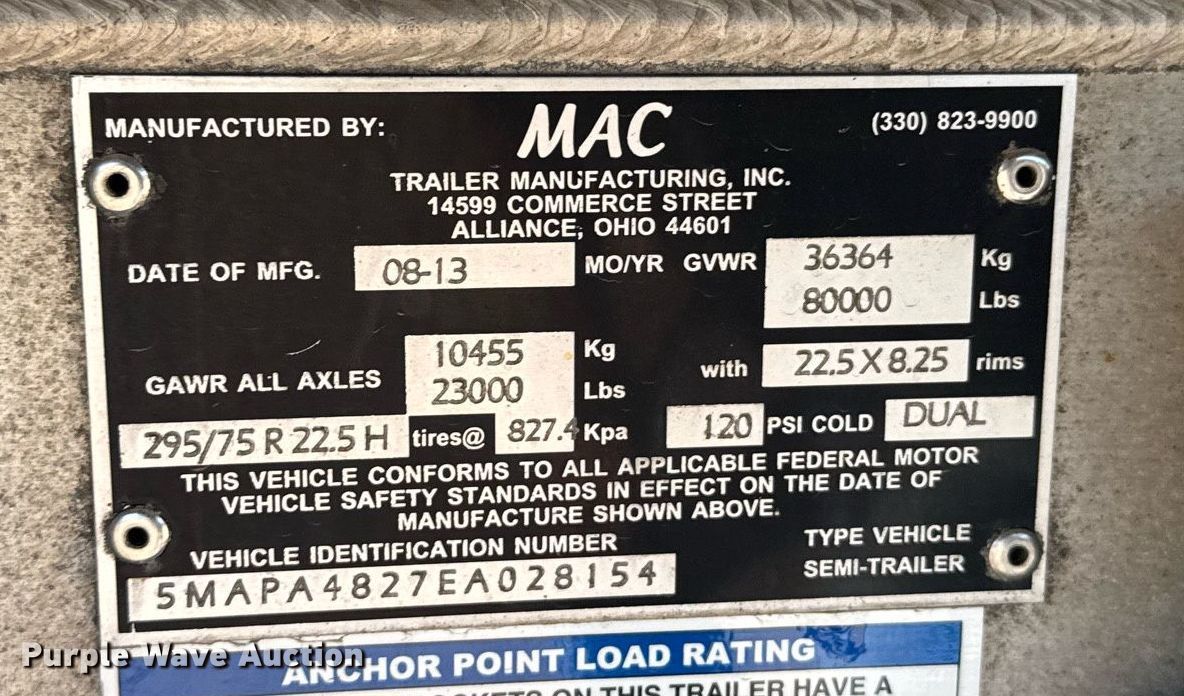 MANUFACTURED BY: MAC (330) 823-9900
TRAILER MANUFACTURING, INC.
14599 COMMERCE STREET
ALLIANCE, OHIO 44601
DATE OF MFG. 08-13 MO/YR GVWR 36364 Kg
80000 Lbs
GAWR ALL AXLES 10455 Kg
23000 Lbs
with 22.5 X 8.25 rims
295/75 R 22.5 H tires@ 827.4 Kpa 120 PSI COLD DUAL
THIS VEHICLE CONFORMS TO ALL APPLICABLE FEDERAL MOTOR
VEHICLE SAFETY STANDARDS IN EFFECT ON THE DATE OF
MANUFACTURE SHOWN ABOVE.
VEHICLE IDENTIFICATION NUMBER
5MAPA4827EA028154
TYPE VEHICLE
SEMI-TRAILER
ANCHOR POINT LOAD RATING
ON THIS TRAILER HAVE A
Purple Wave Auction